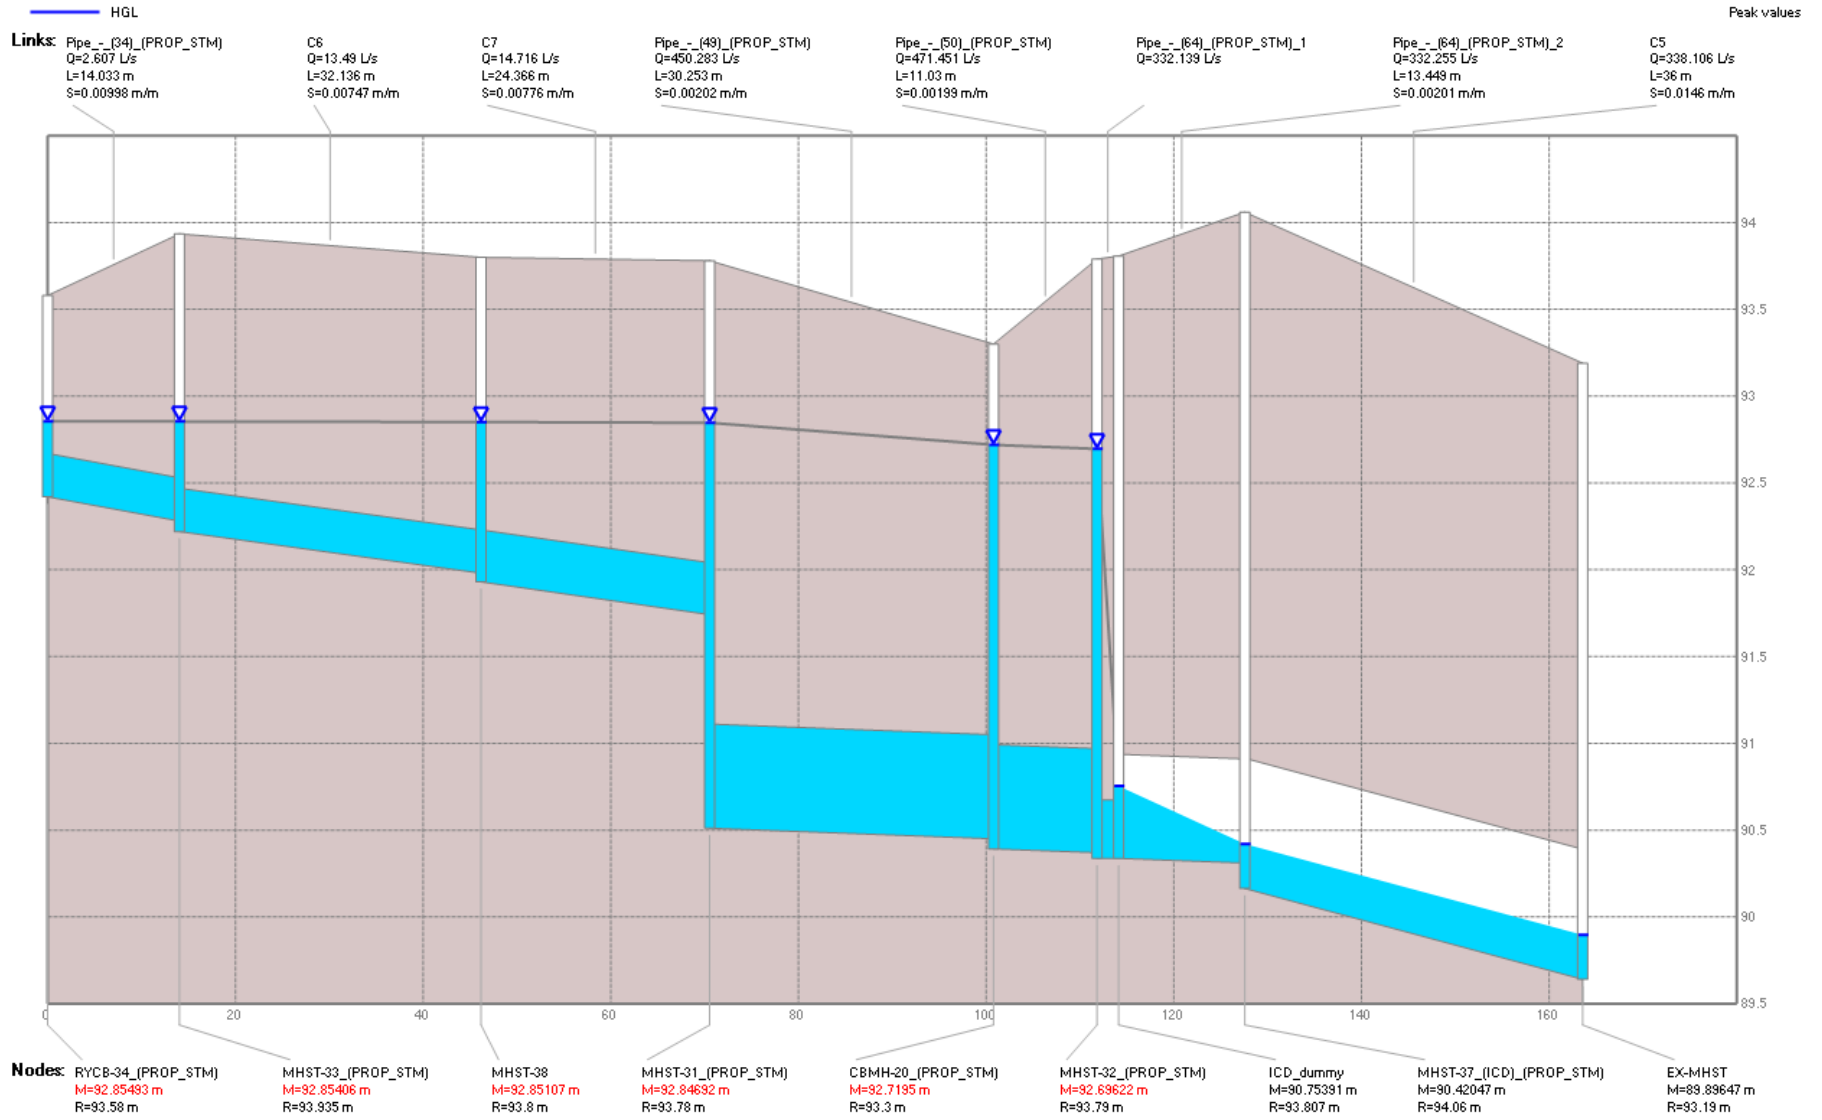 HGL
Peak values
Links:
Pipe_-_(34)_(PROP_STM)
Q=2.607 L/s
L=14.033 m
S=0.00998 m/m
C6
Q=13.49 L/s
L=32.136 m
S=0.00747 m/m
C7
Q=14.716 L/s
L=24.366 m
S=0.00776 m/m
Pipe_-_(49)_(PROP_STM)
Q=450.283 L/s
L=30.253 m
S=0.00202 m/m
Pipe_-_(50)_(PROP_STM)
Q=471.451 L/s
L=11.03 m
S=0.00199 m/m
Pipe_-_(64)_(PROP_STM)_1
Q=332.139 L/s
Pipe_-_(64)_(PROP_STM)_2
Q=332.255 L/s
L=13.449 m
S=0.00201 m/m
C5
Q=338.106 L/s
L=36 m
S=0.0146 m/m
94
93.5
93
92.5
92
91.5
91
90.5
90
89.5
0
20
40
60
80
100
120
140
160
Nodes:
RYCB-34_(PROP_STM)
M=92.85493 m
R=93.58 m
MHST-33_(PROP_STM)
M=92.85406 m
R=93.935 m
MHST-38
M=92.85107 m
R=93.8 m
MHST-31_(PROP_STM)
M=92.84692 m
R=93.78 m
CBMH-20_(PROP_STM)
M=92.7195 m
R=93.3 m
MHST-32_(PROP_STM)
M=92.69622 m
R=93.79 m
ICD_dummy
M=90.75391 m
R=93.807 m
MHST-37_(ICD)_(PROP_STM)
M=90.42047 m
R=94.06 m
EX-MHST
M=89.89647 m
R=93.19 m